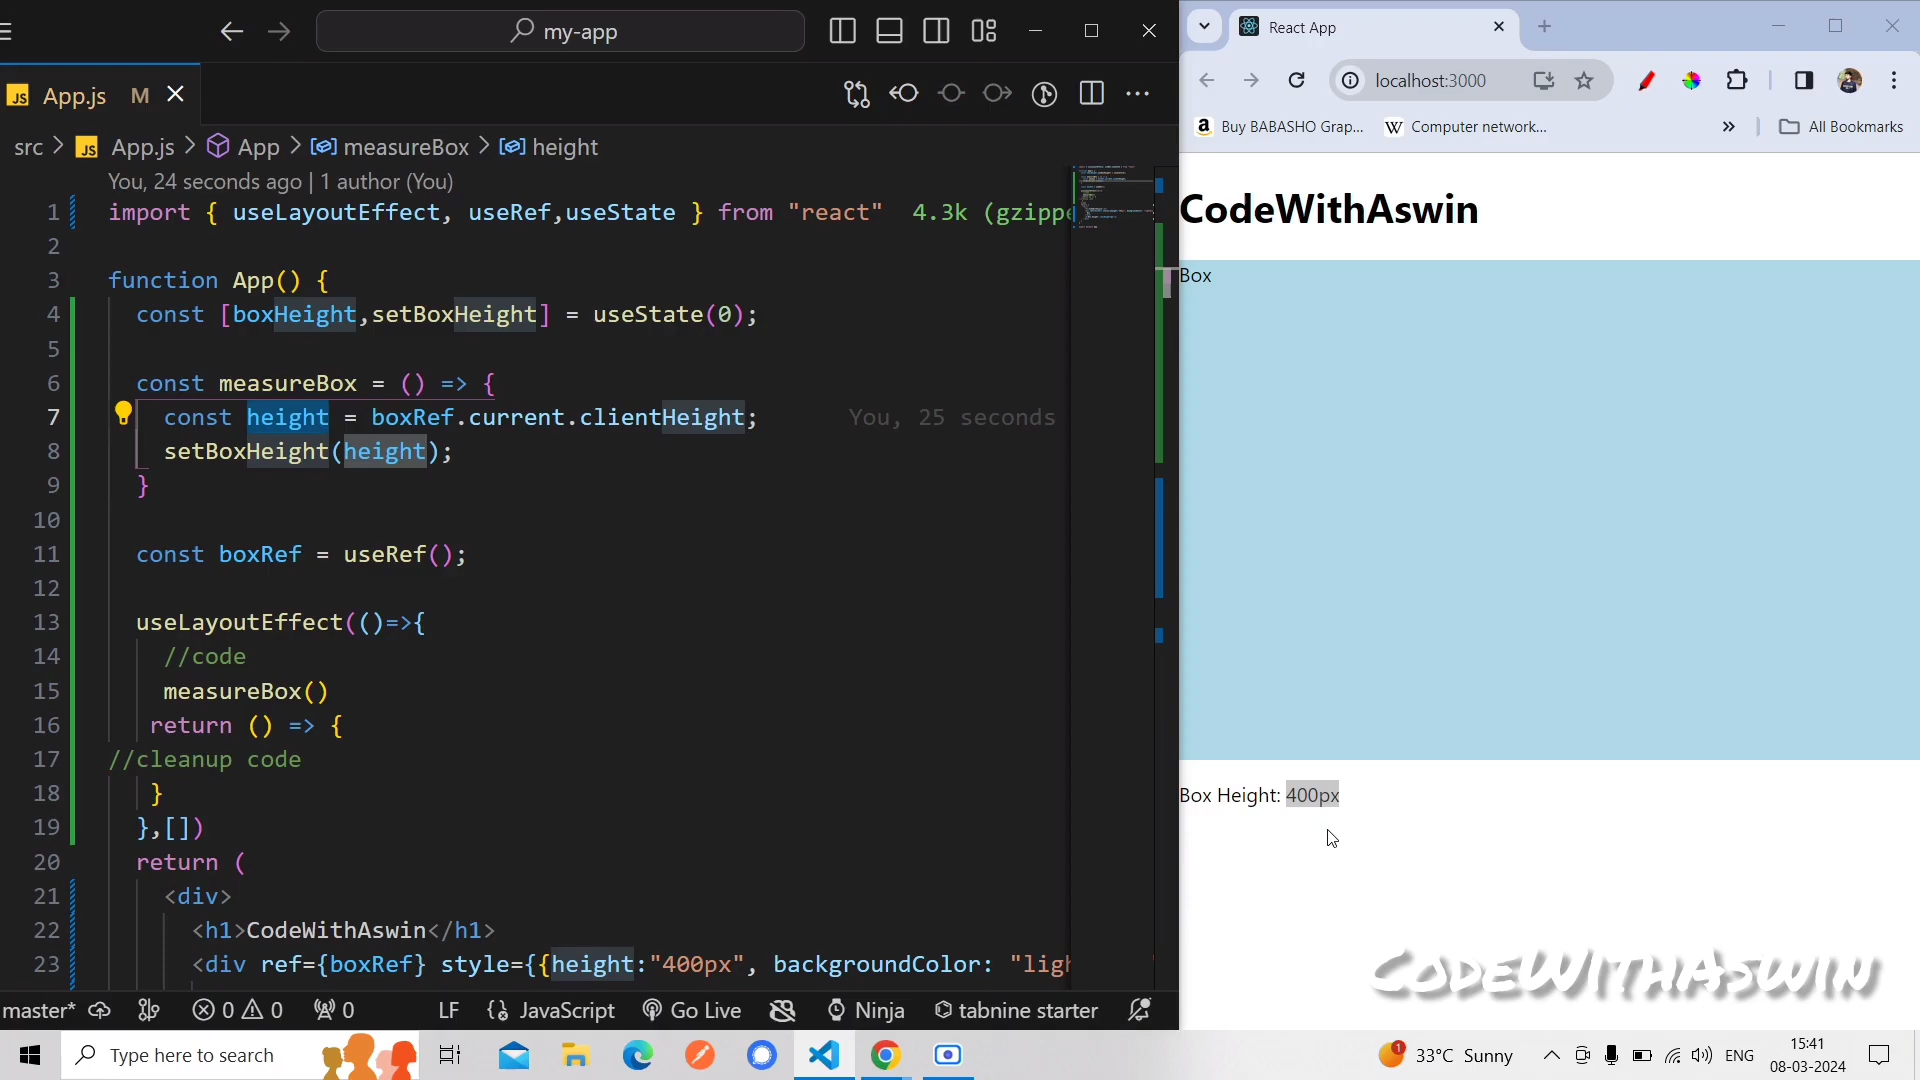 my-app
App.js M
src > App.js > App > measureBox > height
You, 24 seconds ago | 1 author (You)
1 import { useLayoutEffect, useRef,useState } from "react" 4.3k (gzipp
2
3 function App() {
4 const [boxHeight,setBoxHeight] = useState(0);
5
6 const measureBox = () => {
7 const height = boxRef.current.clientHeight; You, 25 seconds
8 setBoxHeight(height);
9 }
10
11 const boxRef = useRef();
12
13 useLayoutEffect(()=>{
14 //code
15 measureBox()
16 return () => {
17 //cleanup code
18 }
19 },[])
20 return (
21 <div>
22 <h1>CodeWithAswin</h1>
23 <div ref={boxRef} style={{height:"400px", backgroundColor: "ligh
master* 0 0 0 LF JavaScript Go Live Ninja tabnine starter
React App
localhost:3000
Buy BABASHO Grap... Computer network... » All Bookmarks
CodeWithAswin
Box
Box Height: 400px
CodeWithAswin
Type here to search
1 33°C Sunny ENG 15:41
08-03-2024